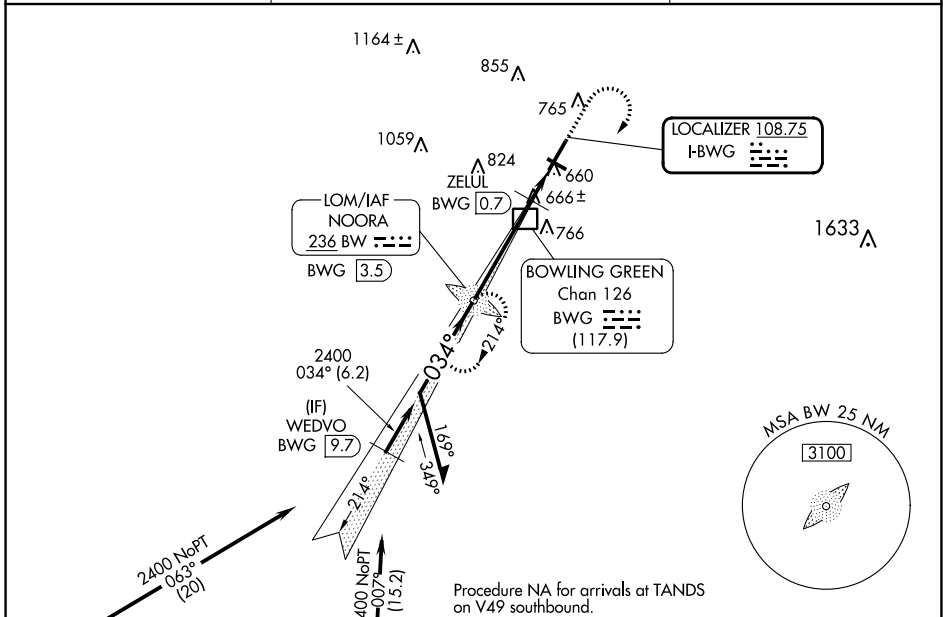 1164 ±
855
765
LOCALIZER 108.75
I-BWG
1059
824
ZELUL
BWG 0.7
660
666 ±
LOM/IAF
NOORA
236 BW
BWG 3.5
766
1633
BOWLING GREEN
Chan 126
BWG
(117.9)
214°
034°
2400
034° (6.2)
(IF)
WEDVO
BWG 9.7
169°
349°
214°
MSA BW 25 NM
3100
2400 NoPT
063°
(20)
400 NoPT
007°
(15.2)
Procedure NA for arrivals at TANDS
on V49 southbound.